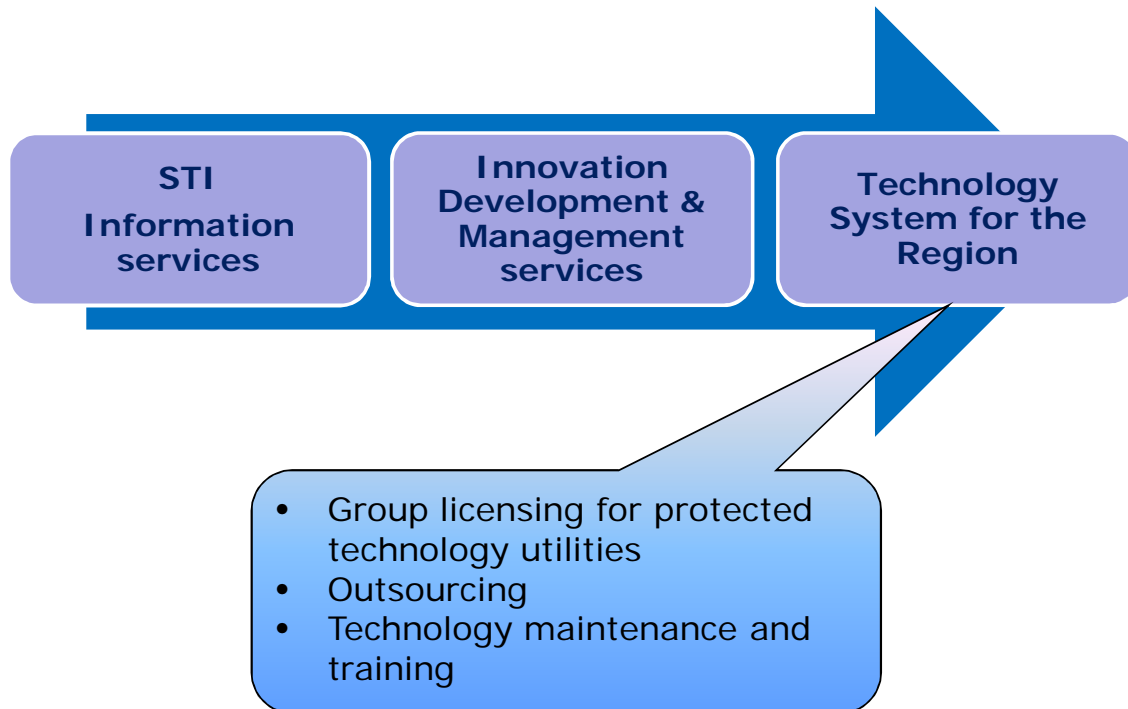 STI
Information
services
Innovation
Development &
Management
services
Technology
System for the
Region
• Group licensing for protected
technology utilities
• Outsourcing
• Technology maintenance and
training